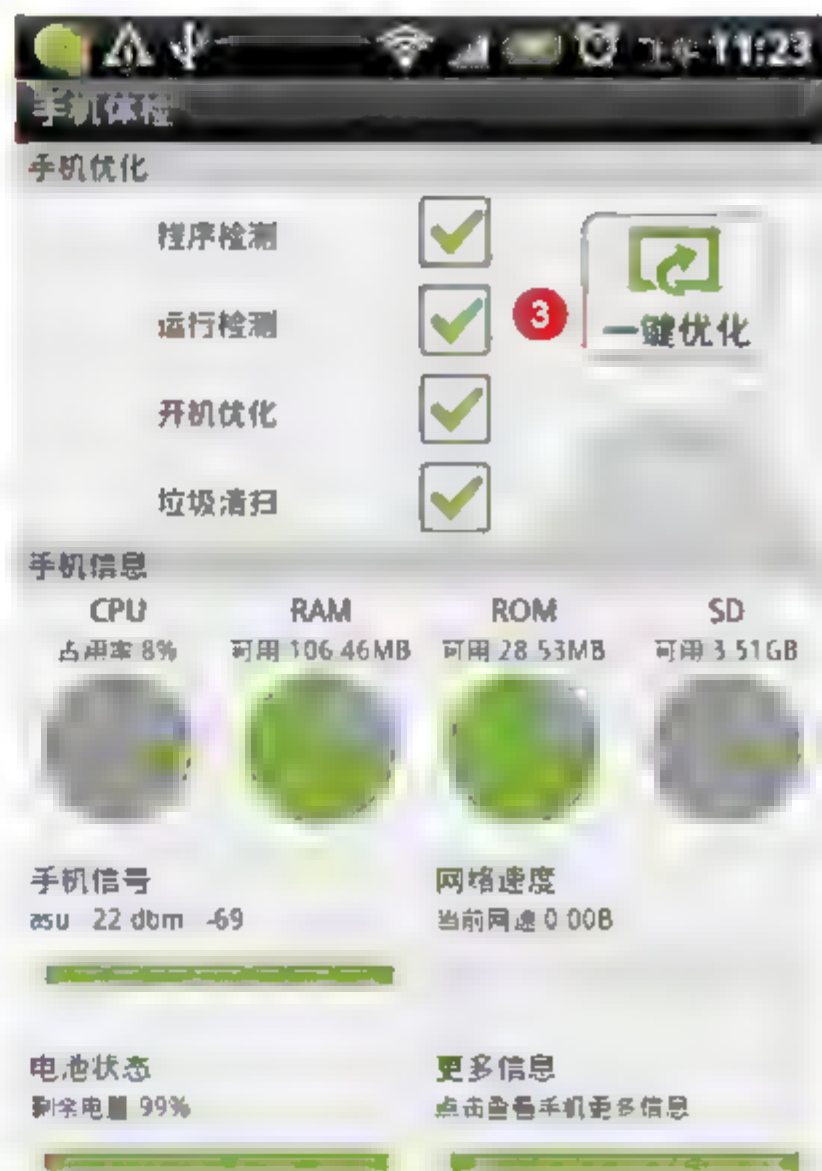 下午 11:23
手机体检
手机优化
程序检测
运行检测
3
一键优化
开机优化
垃圾清扫
手机信息
CPU RAM ROM SD
占用率 8% 可用 106.46MB 可用 28.53MB 可用 3.51GB
手机信号 网络速度
asu 22 dbm -69 当前网速 0.00B
电池状态 更多信息
剩余电量 99% 点击查看手机更多信息